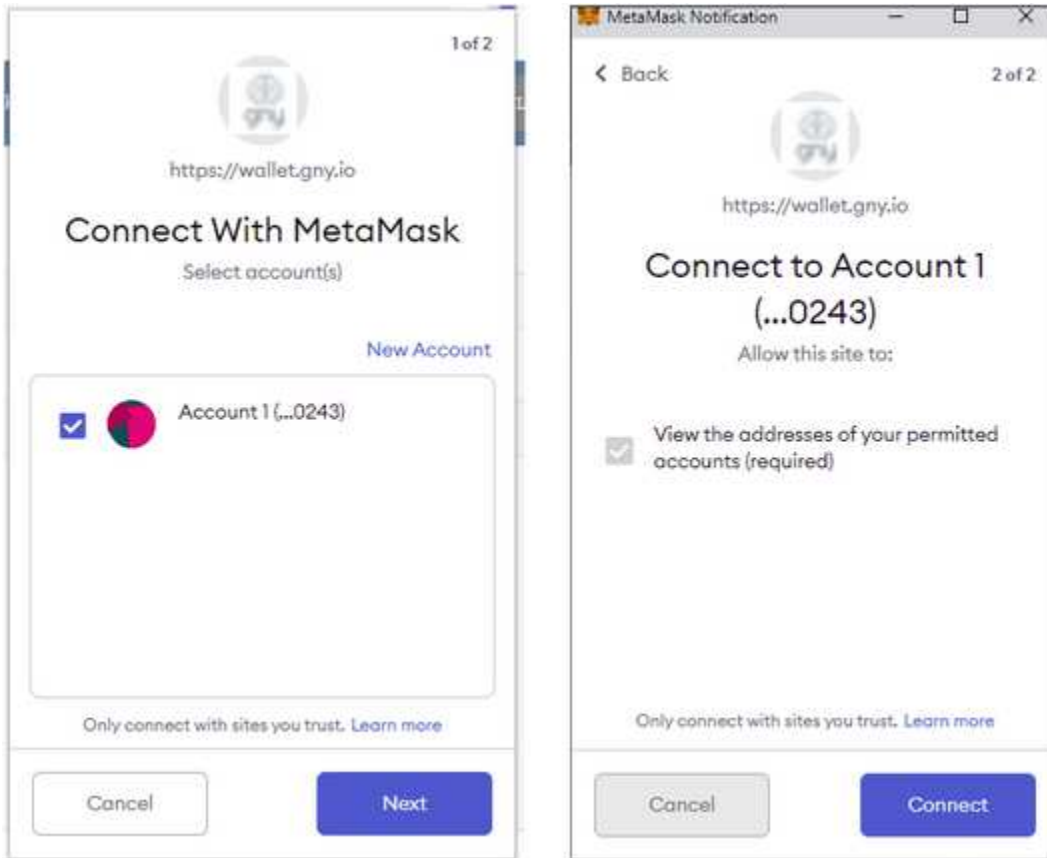 1 of 2
gny
https://wallet.gny.io
Connect With MetaMask
Select account(s)
New Account
Account 1 (...0243)
Only connect with sites you trust. Learn more
Cancel
Next
MetaMask Notification
Back
2 of 2
gny
https://wallet.gny.io
Connect to Account 1
(...0243)
Allow this site to:
View the addresses of your permitted
accounts (required)
Only connect with sites you trust. Learn more
Cancel
Connect